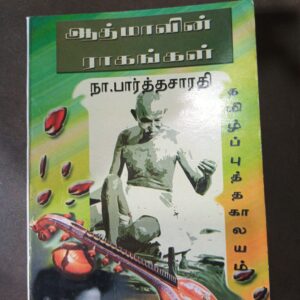 ஆத்மாவின்
ராகங்கள்
நா.பார்த்தசாரதி
தமிழ்ப்புத்தகாலயம்